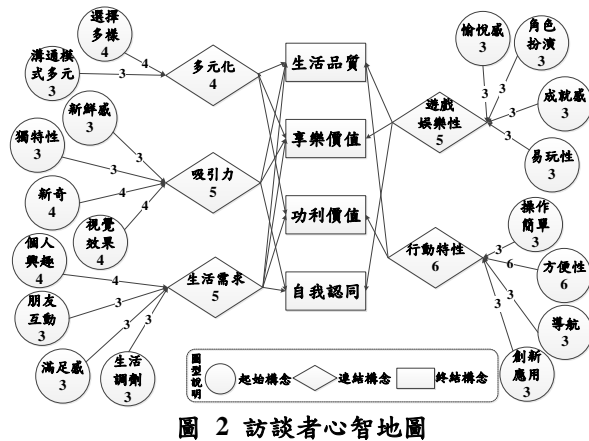 選擇
多樣
4
溝通模
式多元
3
4
3
多元化
4
新鮮感
3
獨特性
3
新奇
4
視覺
效果
4
3
3
4
4
吸引力
5
個人
興趣
4
朋友
互動
3
滿足感
3
生活
調劑
3
4
3
3
3
生活需求
5
生活品質
享樂價值
功利價值
自我認同
愉悅感
3
角色
扮演
3
成就感
3
易玩性
3
3
3
3
3
遊戲
娛樂性
5
操作
簡單
3
方便性
6
導航
3
創新
應用
3
3
6
3
3
行動特性
6
圖型說明
起始構念
連結構念
終結構念
圖 2 訪談者心智地圖